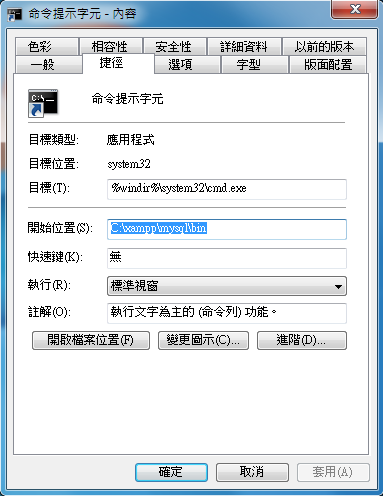 命令提示字元 - 內容
色彩 相容性 安全性 詳細資料 以前的版本
一般 捷徑 選項 字型 版面配置
C:\
命令提示字元
目標類型: 應用程式
目標位置: system32
目標(T): %windir%\system32\cmd.exe
開始位置(S): C:\xampp\mysql\bin
快速鍵(K): 無
執行(R): 標準視窗
註解(O): 執行文字為主的 (命令列) 功能。
開啟檔案位置(F) 變更圖示(C)... 進階(D)...
確定 取消 套用(A)